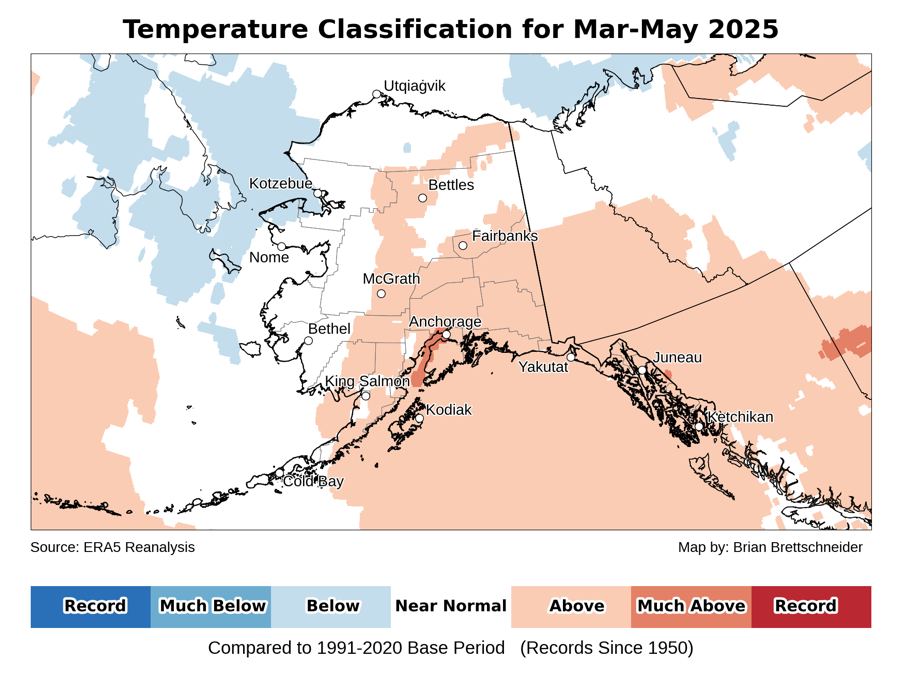 Temperature Classification for Mar-May 2025
Utqiaġvik
Kotzebue
Bettles
Fairbanks
Nome
McGrath
Anchorage
Bethel
Yakutat
Juneau
King Salmon
Kodiak
Ketchikan
Cold Bay
Source: ERA5 Reanalysis
Map by: Brian Brettschneider
Record
Much Below
Below
Near Normal
Above
Much Above
Record
Compared to 1991-2020 Base Period (Records Since 1950)